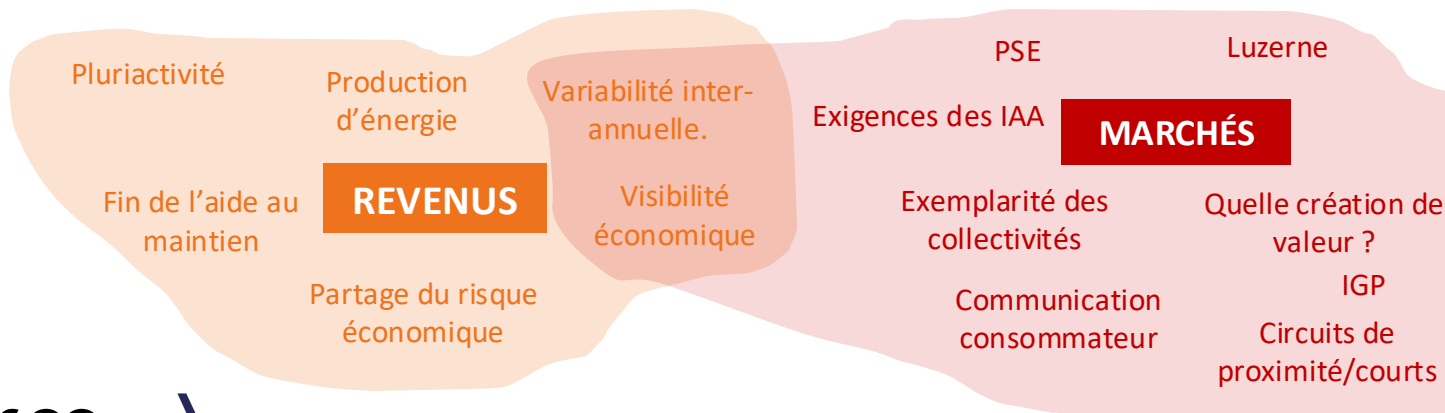 Pluriactivité
Production
d’énergie
Variabilité inter-
annuelle.
REVENUS
Fin de l’aide au
maintien
Visibilité
économique
Partage du risque
économique
PSE
Luzerne
Exigences des IAA
MARCHÉS
Exemplarité des
collectivités
Quelle création de
valeur ?
IGP
Communication
consommateur
Circuits de
proximité/courts